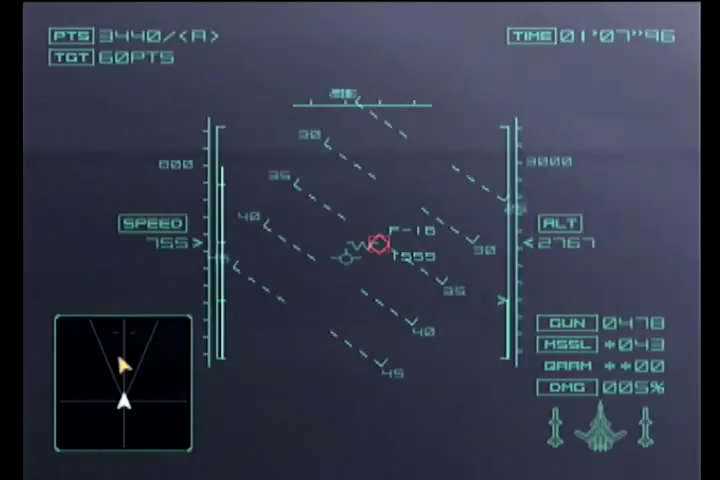 PTS 3440/<A>
TGT 60PTS
TIME 01'07"96
30
35
40
800
3000
SPEED
755
ALT
2767
F-16
1555
30
35
40
45
GUN 0478
MSSL *043
QAAM **00
DMG 005%